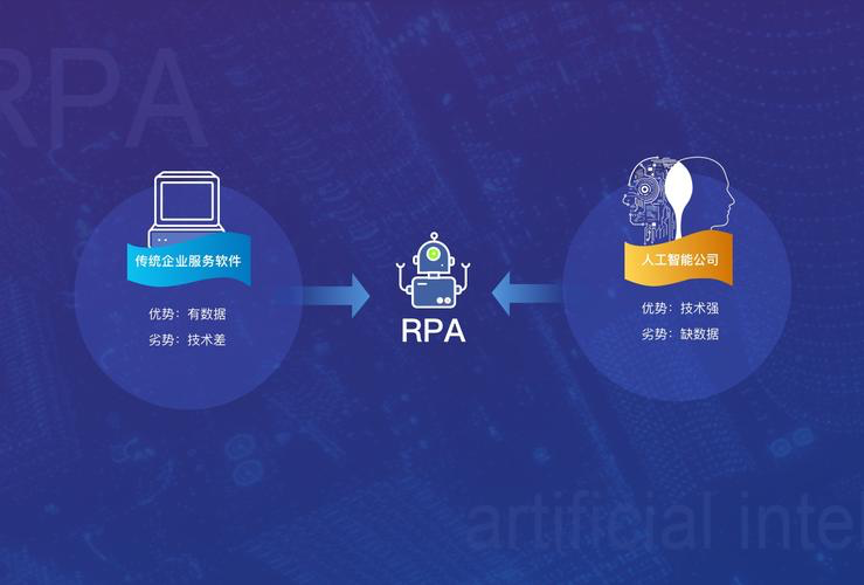 RPA
传统企业服务软件
优势：有数据
劣势：技术差
RPA
人工智能公司
优势：技术强
劣势：缺数据
artificial inte